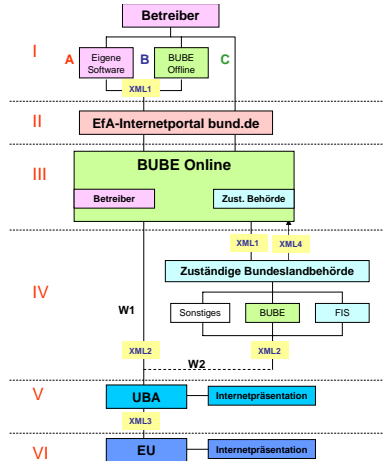 Betreiber
I
A
Eigene
Software
B
BUBE
Offline
C
XML1
II
EfA-Internetportal bund.de
III
BUBE Online
Betreiber
Zust. Behörde
XML1
XML4
Zuständige Bundeslandbehörde
IV
W1
Sonstiges
BUBE
FIS
XML2
W2
XML2
V
UBA
Internetpräsentation
XML3
VI
EU
Internetpräsentation